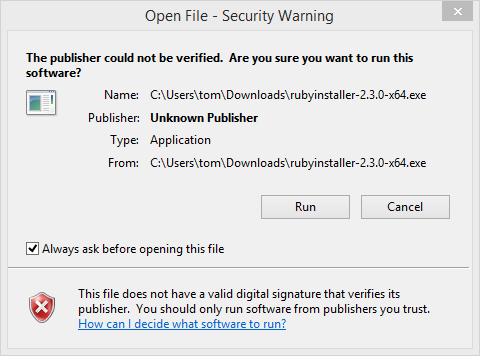 Open File - Security Warning
The publisher could not be verified.  Are you sure you want to run this
software?
Name: C:\Users\tom\Downloads\rubyinstaller-2.3.0-x64.exe
Publisher: Unknown Publisher
Type: Application
From: C:\Users\tom\Downloads\rubyinstaller-2.3.0-x64.exe
Run Cancel
Always ask before opening this file
This file does not have a valid digital signature that verifies its
publisher.  You should only run software from publishers you trust.
How can I decide what software to run?